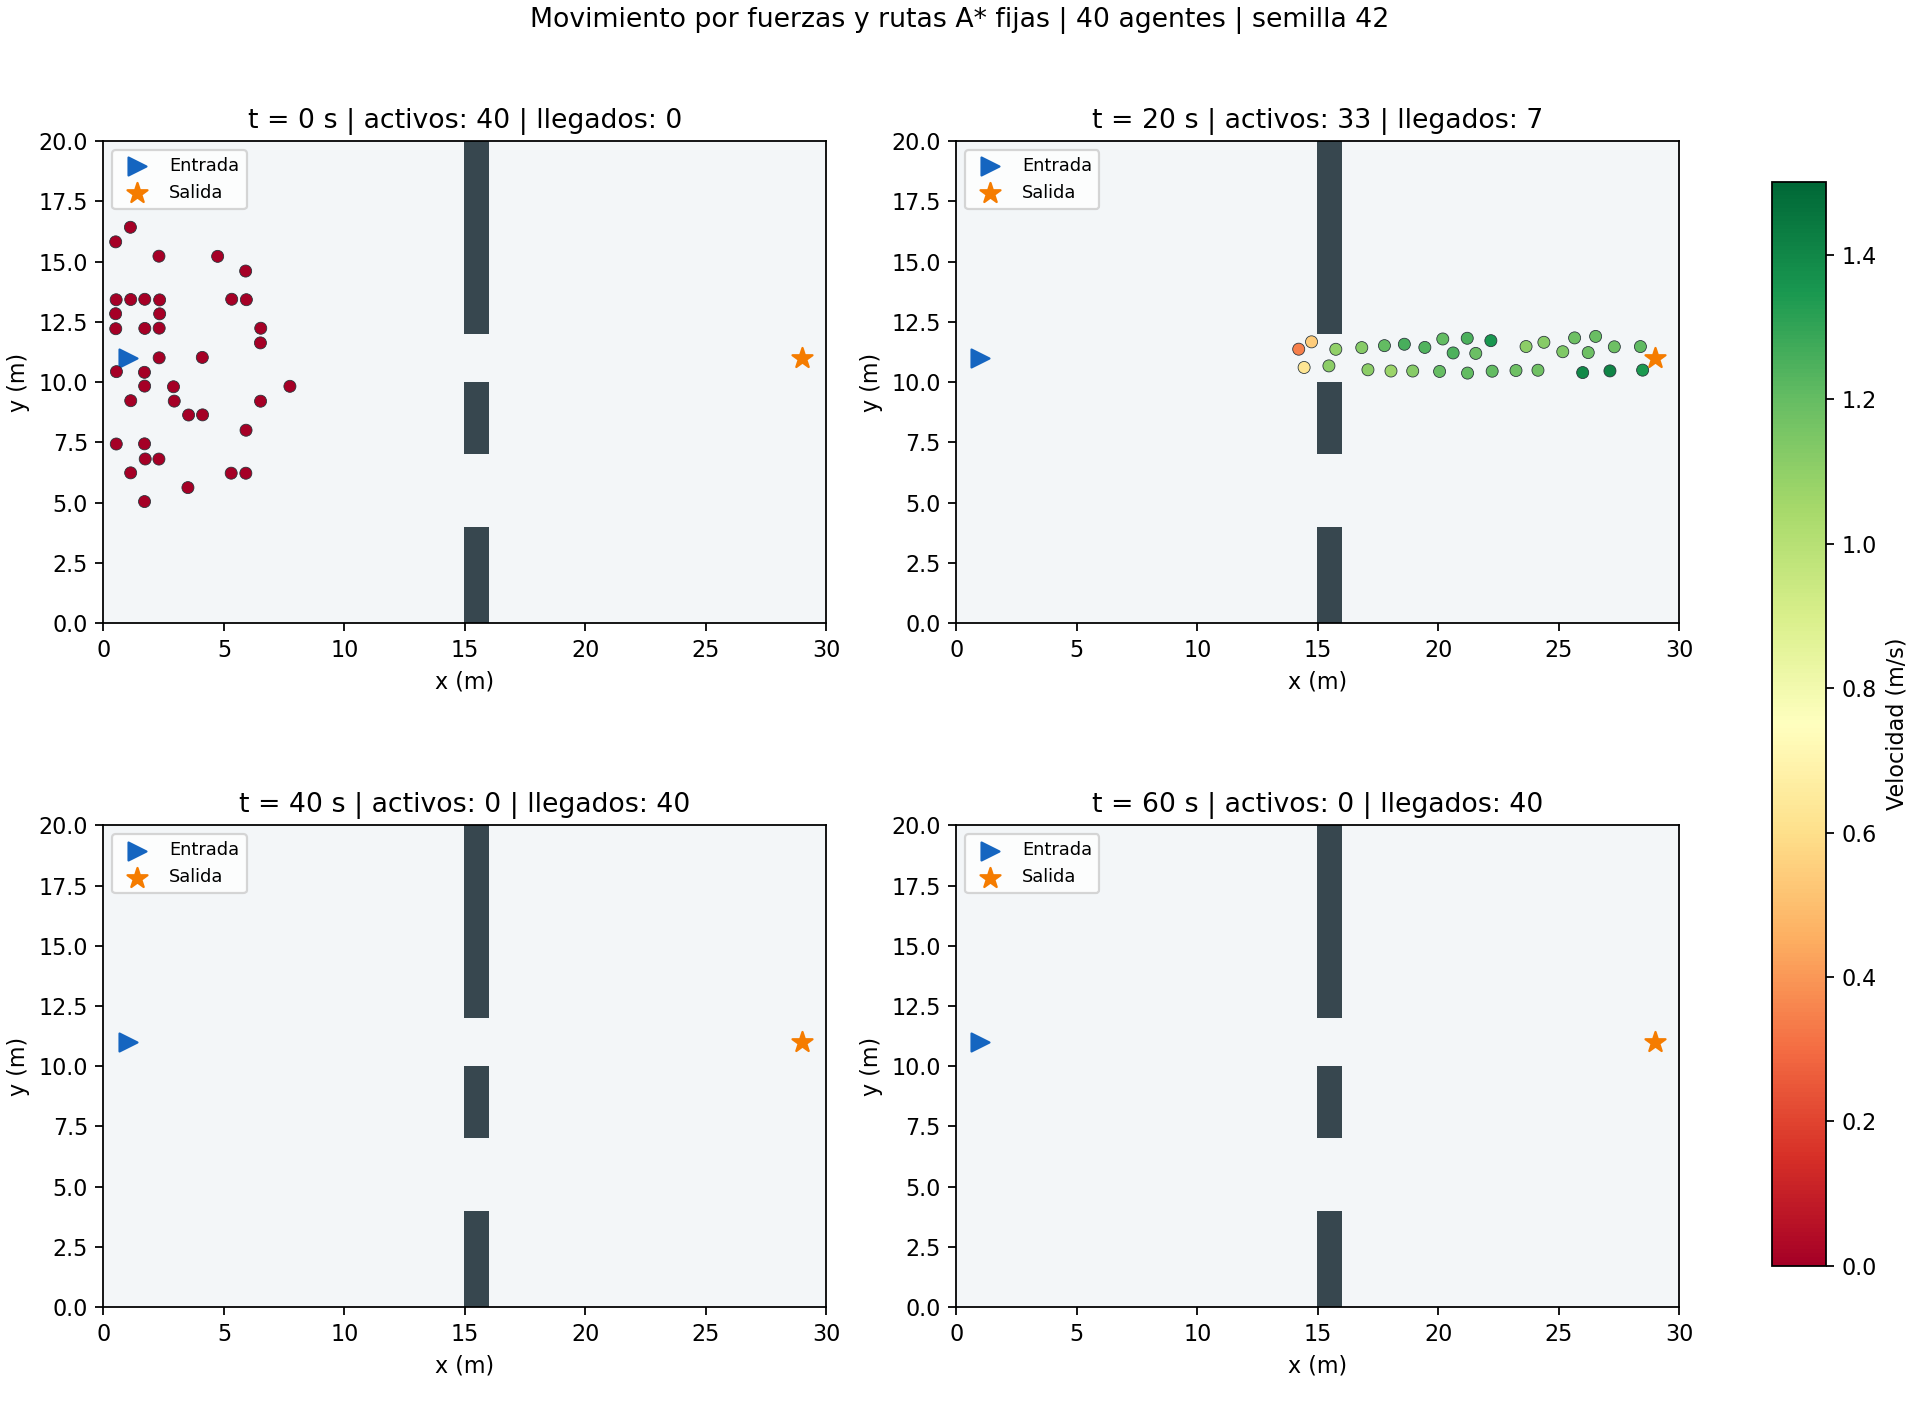 Movimiento por fuerzas y rutas A* fijas | 40 agentes | semilla 42
t = 0 s | activos: 40 | llegados: 0
Entrada
Salida
20.0
17.5
15.0
12.5
10.0
7.5
5.0
2.5
0.0
y (m)
0 5 10 15 20 25 30
x (m)
t = 20 s | activos: 33 | llegados: 7
Entrada
Salida
20.0
17.5
15.0
12.5
10.0
7.5
5.0
2.5
0.0
y (m)
0 5 10 15 20 25 30
x (m)
t = 40 s | activos: 0 | llegados: 40
Entrada
Salida
20.0
17.5
15.0
12.5
10.0
7.5
5.0
2.5
0.0
y (m)
0 5 10 15 20 25 30
x (m)
t = 60 s | activos: 0 | llegados: 40
Entrada
Salida
20.0
17.5
15.0
12.5
10.0
7.5
5.0
2.5
0.0
y (m)
0 5 10 15 20 25 30
x (m)
1.4
1.2
1.0
0.8
0.6
0.4
0.2
0.0
Velocidad (m/s)